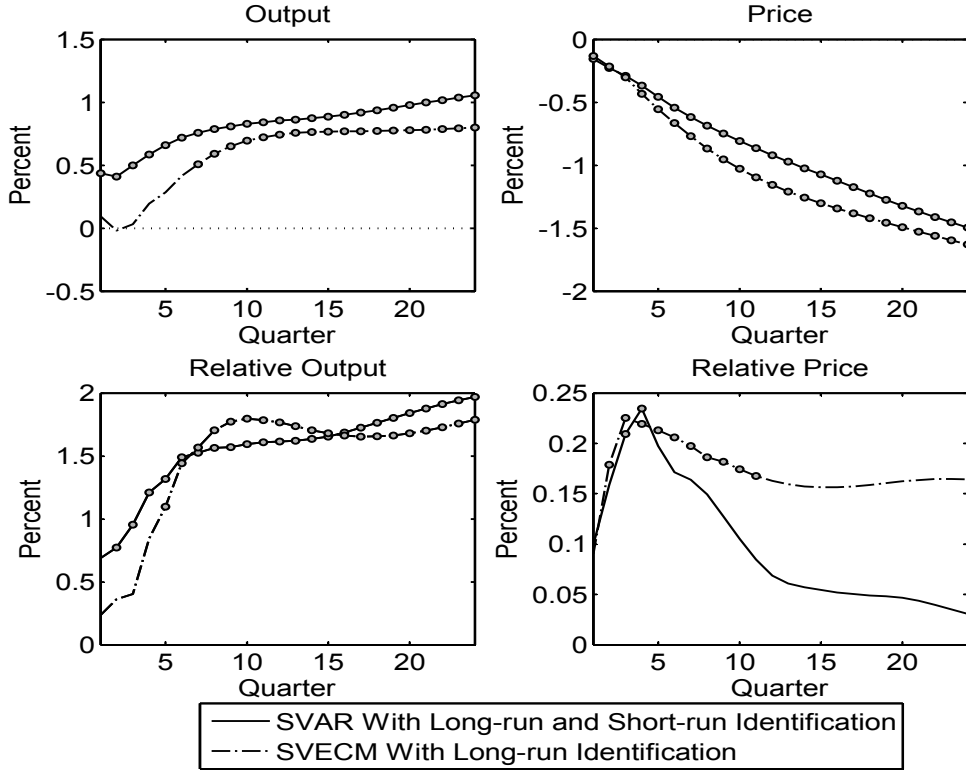 Output
1.5
1
0.5
0
-0.5
Percent
5 10 15 20
Quarter
Price
0
-0.5
-1
-1.5
-2
Percent
5 10 15 20
Quarter
Relative Output
2
1.5
1
0.5
0
Percent
5 10 15 20
Quarter
Relative Price
0.25
0.2
0.15
0.1
0.05
0
Percent
5 10 15 20
Quarter
SVAR With Long-run and Short-run Identification
SVECM With Long-run Identification